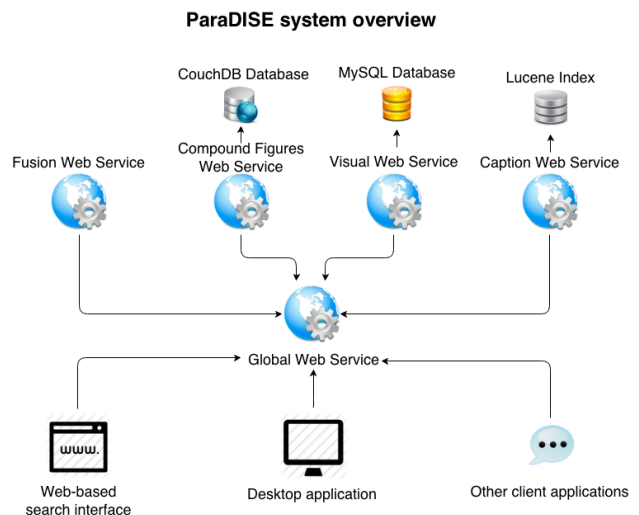 ParaDISE system overview
CouchDB Database
MySQL Database
Lucene Index
Fusion Web Service
Compound Figures
Web Service
Visual Web Service
Caption Web Service
Global Web Service
www.
Web-based
search interface
Desktop application
Other client applications